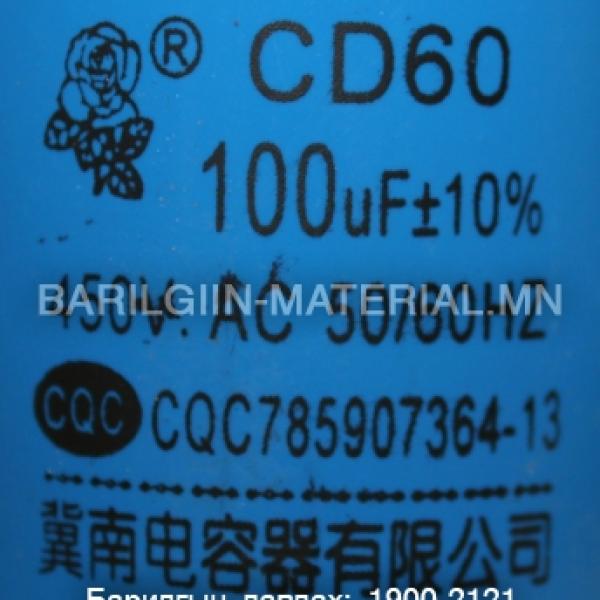 ® CD60
100uF±10%
450V. AC 50/60HZ
BARILGIIN-MATERIAL.MN
CQC CQC785907364-13
冀南电容器有限公司
Барилгын лавлах: 1900-2121